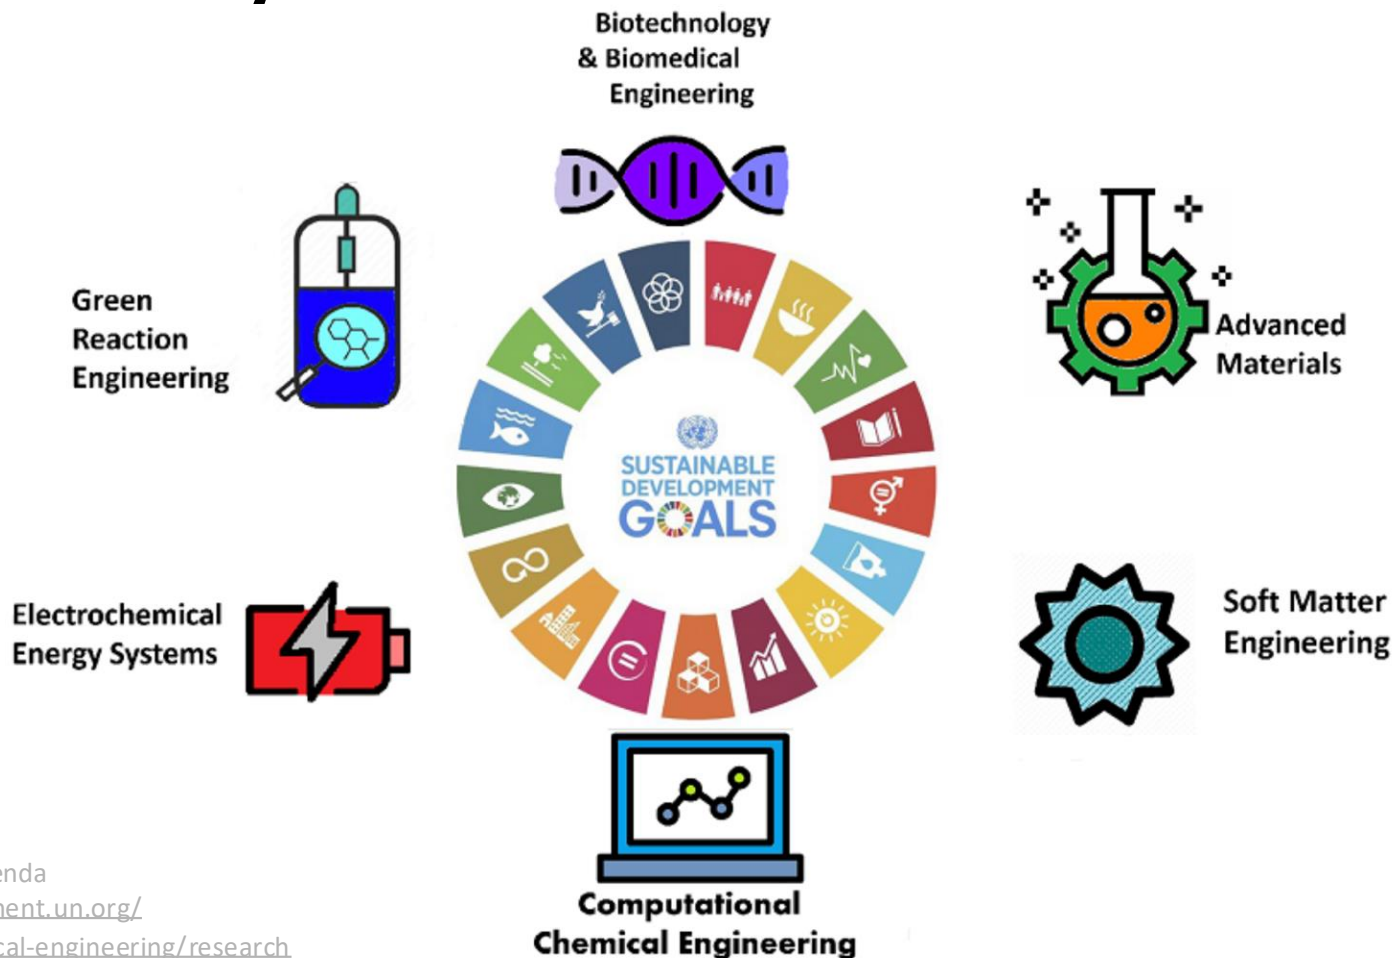 Biotechnology
& Biomedical
Engineering
Green
Reaction
Engineering
Advanced
Materials
SUSTAINABLE
DEVELOPMENT
GOALS
Electrochemical
Energy Systems
Soft Matter
Engineering
Computational
Chemical Engineering
enda
ment.un.org/
cal-engineering/research